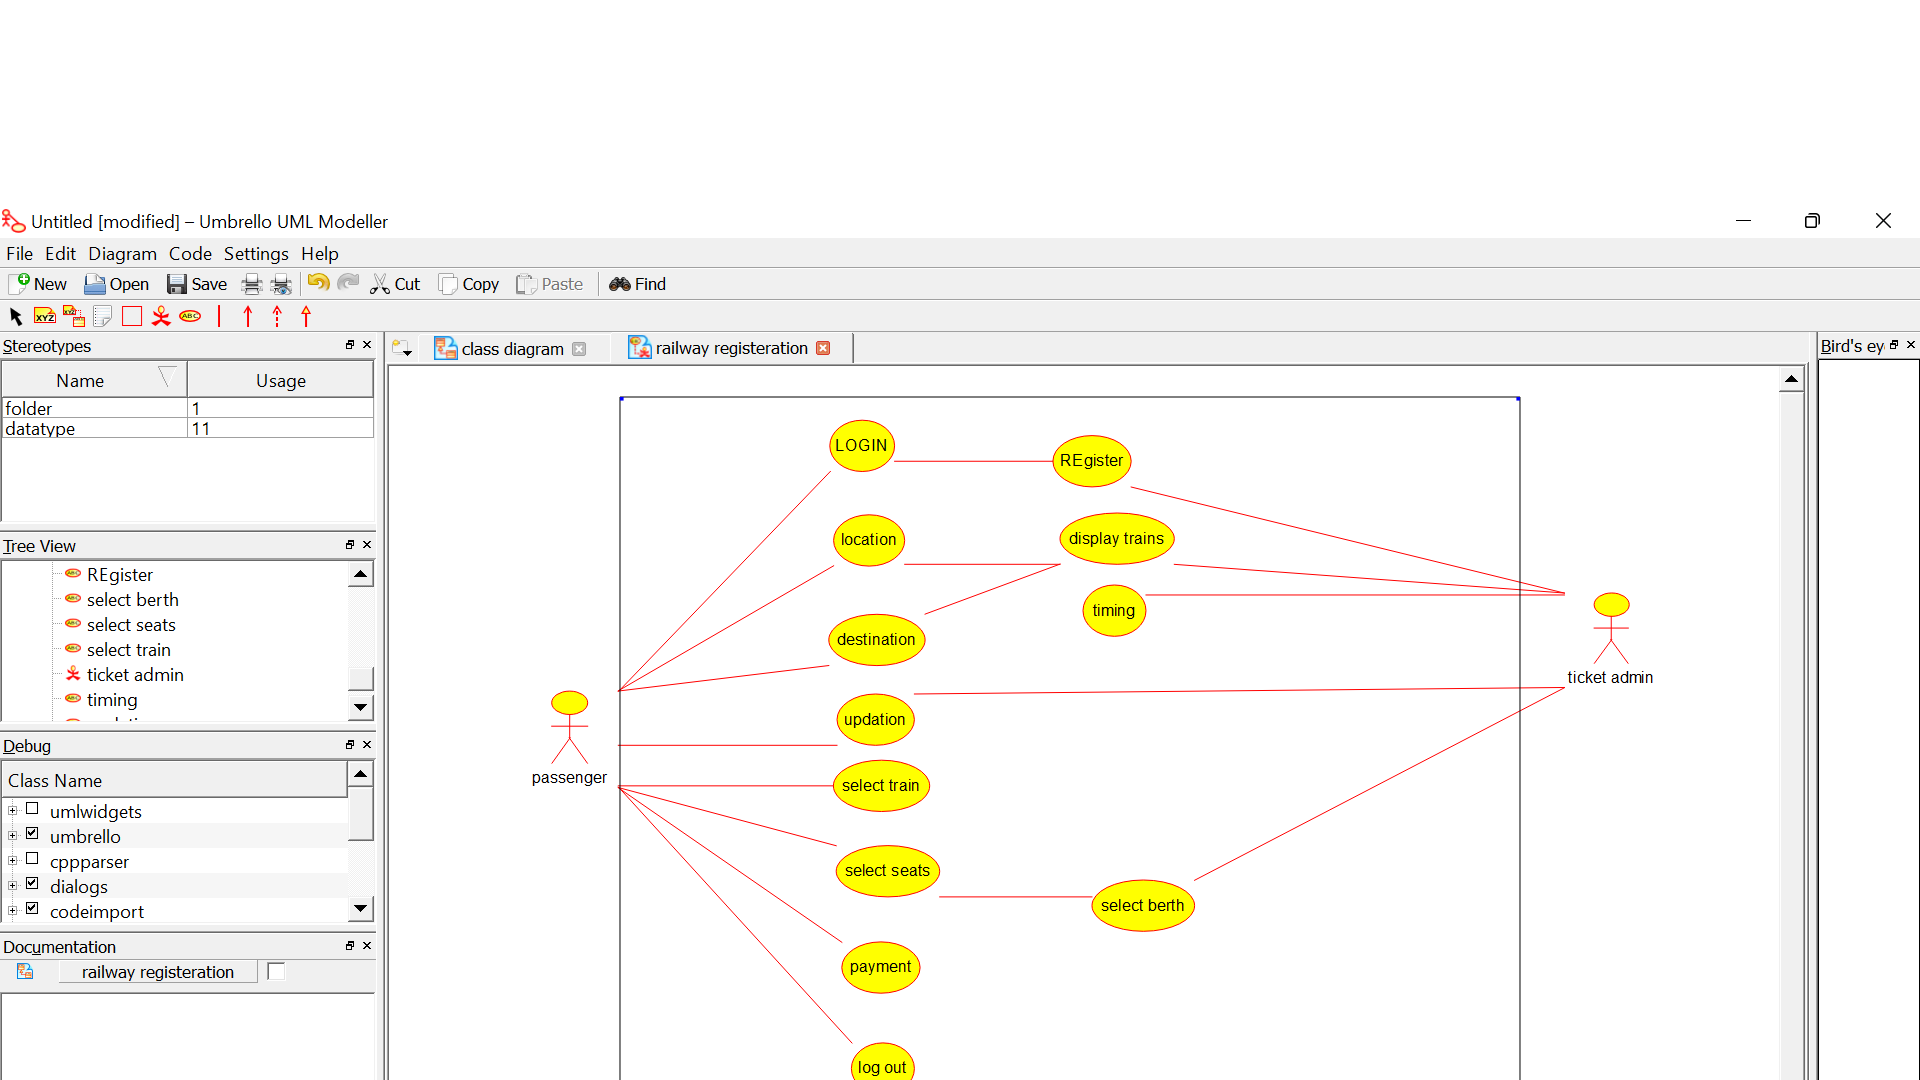 Untitled [modified] – Umbrello UML Modeller
File Edit Diagram Code Settings Help
New Open Save Cut Copy Paste Find
XYZ XYZ ABC
Stereotypes
Name Usage
folder 1
datatype 11
Tree View
REgister
select berth
select seats
select train
ticket admin
timing
Debug
Class Name
umlwidgets
umbrello
cppparser
dialogs
codeimport
Documentation
railway registeration
class diagram
railway registeration
LOGIN
REgister
location
display trains
timing
destination
ticket admin
updation
passenger
select train
select seats
select berth
payment
log out
Bird's ey